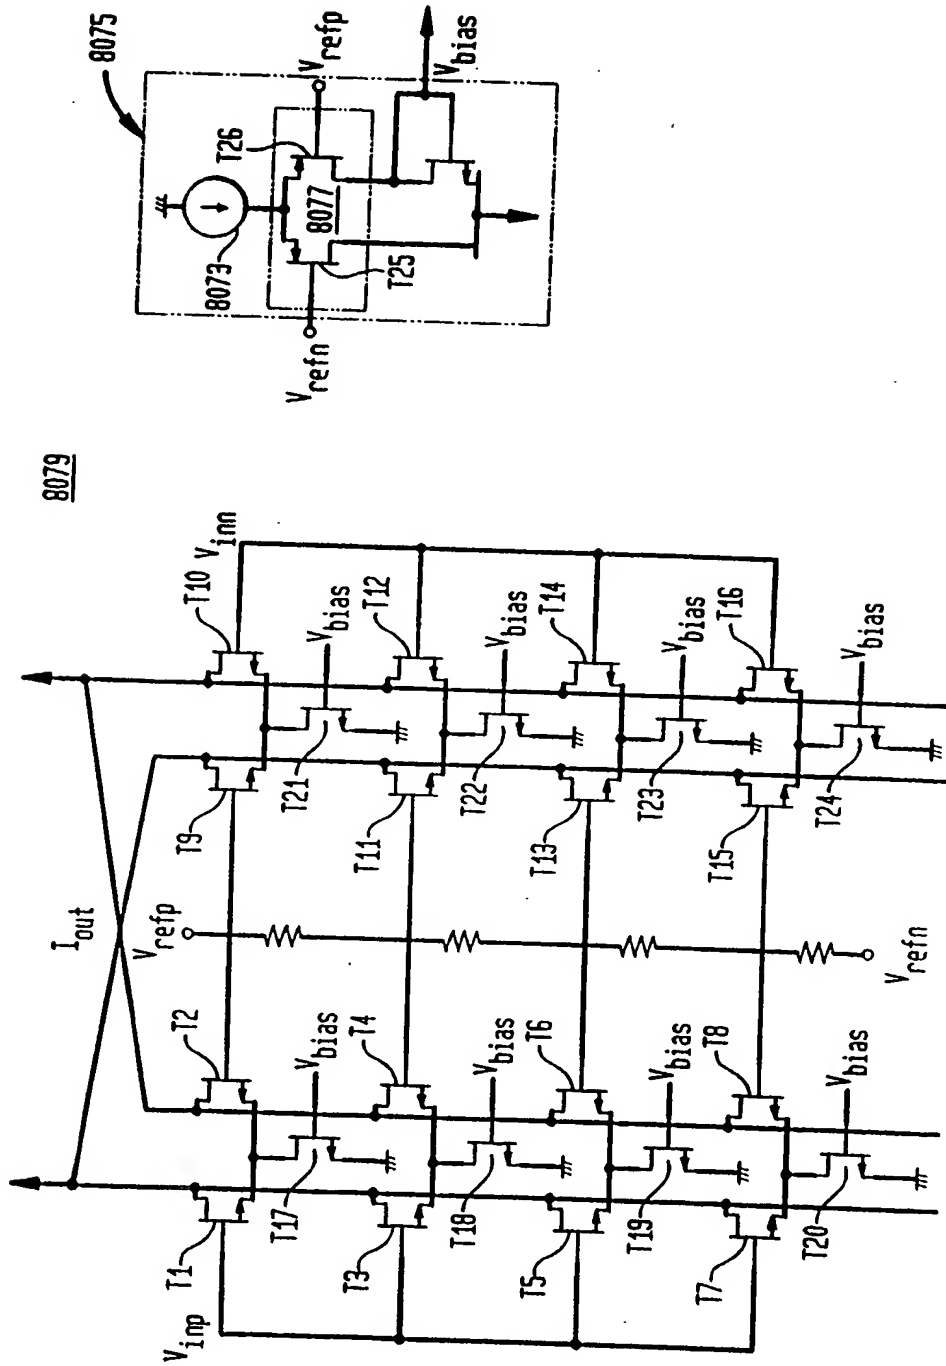 8079
I_out
V_inp
V_refp
V_inn
T1
T2
T9
T10
T17
V_bias
T21
V_bias
T3
T4
T11
T12
T18
V_bias
T22
V_bias
T5
T6
T13
T14
T19
V_bias
T23
V_bias
T7
T8
T15
T16
T20
V_bias
T24
V_bias
V_refn
8075
8073
T26
V_refp
8077
V_refn
T25
V_bias